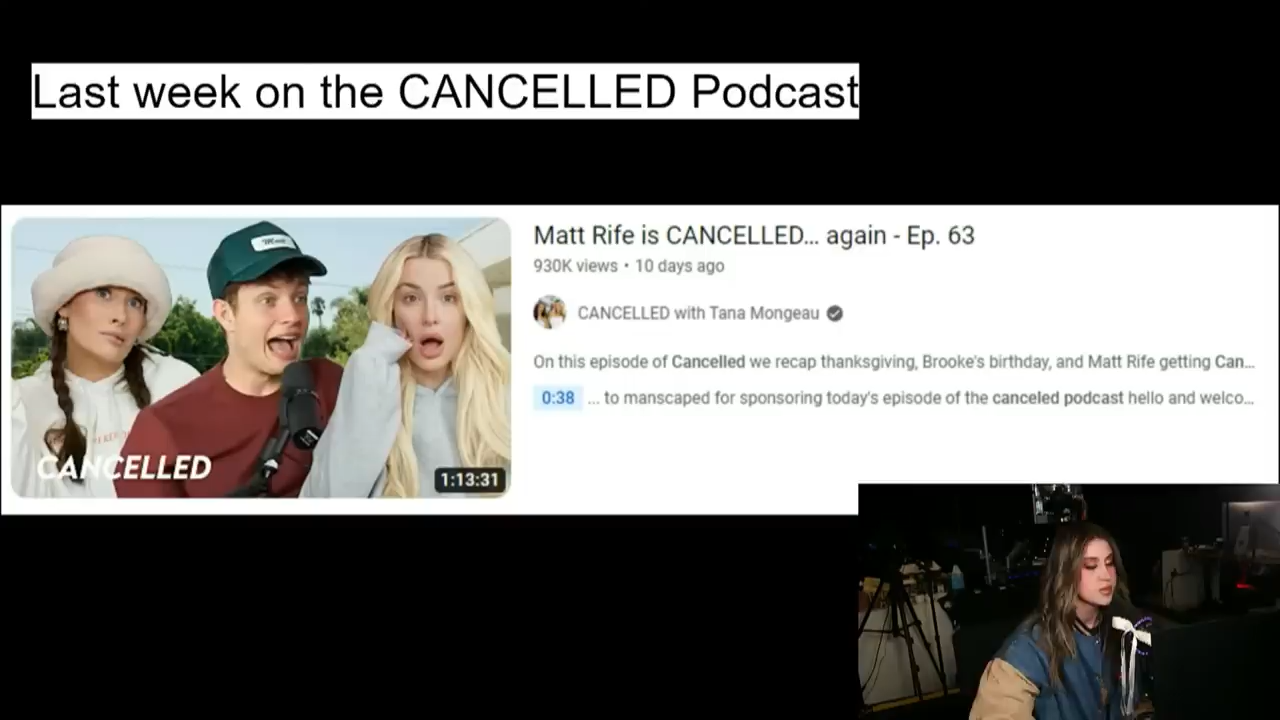 Last week on the CANCELLED Podcast
Matt Rife is CANCELLED... again - Ep. 63
930K views • 10 days ago
CANCELLED with Tana Mongeau
On this episode of Cancelled we recap thanksgiving, Brooke's birthday, and Matt Rife getting Can...
0:38 ... to manscaped for sponsoring today's episode of the canceled podcast hello and welco...
CANCELLED
1:13:31